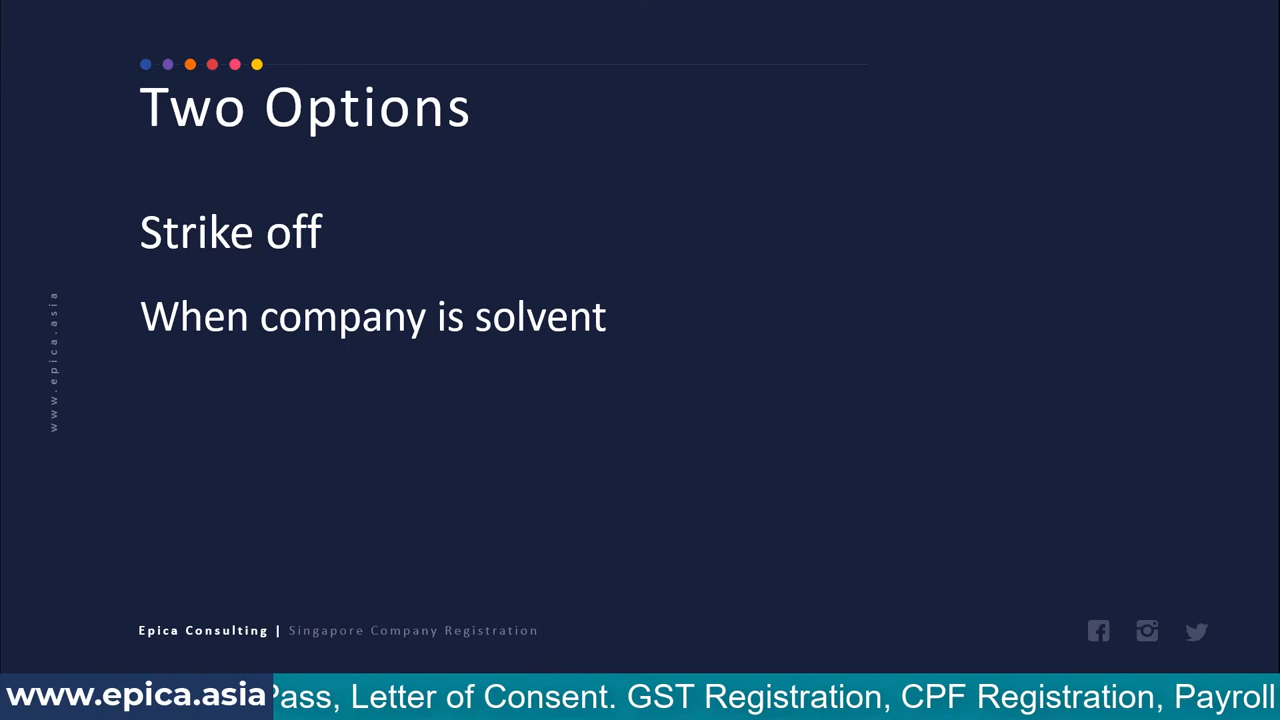 Two Options
Strike off
When company is solvent
www.epica.asia
Epica Consulting | Singapore Company Registration
www.epica.asia
Pass, Letter of Consent. GST Registration, CPF Registration, Payroll